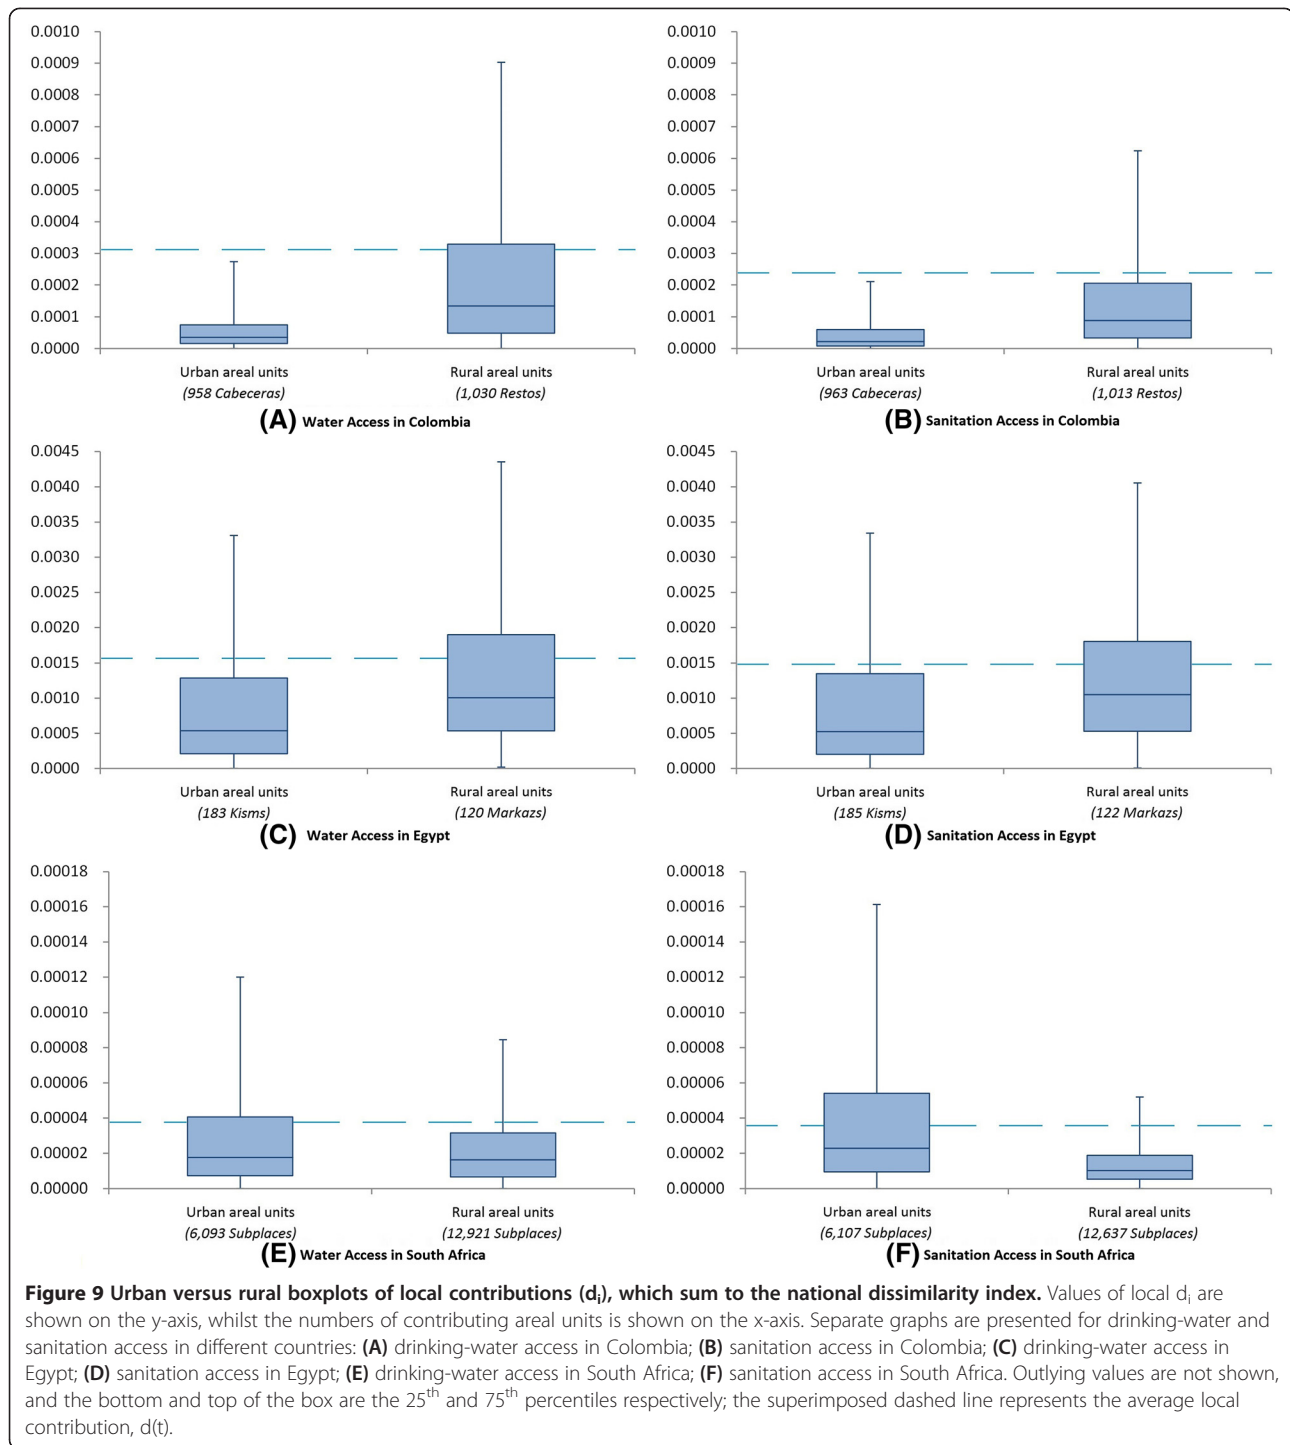 0.0010
0.0009
0.0008
0.0007
0.0006
0.0005
0.0004
0.0003
0.0002
0.0001
0.0000
Urban areal units
(958 Cabeceras)
Rural areal units
(1,030 Restos)
(A) Water Access in Colombia
0.0010
0.0009
0.0008
0.0007
0.0006
0.0005
0.0004
0.0003
0.0002
0.0001
0.0000
Urban areal units
(963 Cabeceras)
Rural areal units
(1,013 Restos)
(B) Sanitation Access in Colombia
0.0045
0.0040
0.0035
0.0030
0.0025
0.0020
0.0015
0.0010
0.0005
0.0000
Urban areal units
(183 Kisms)
Rural areal units
(120 Markazs)
(C) Water Access in Egypt
0.0045
0.0040
0.0035
0.0030
0.0025
0.0020
0.0015
0.0010
0.0005
0.0000
Urban areal units
(185 Kisms)
Rural areal units
(122 Markazs)
(D) Sanitation Access in Egypt
0.00018
0.00016
0.00014
0.00012
0.00010
0.00008
0.00006
0.00004
0.00002
0.00000
Urban areal units
(6,093 Subplaces)
Rural areal units
(12,921 Subplaces)
(E) Water Access in South Africa
0.00018
0.00016
0.00014
0.00012
0.00010
0.00008
0.00006
0.00004
0.00002
0.00000
Urban areal units
(6,107 Subplaces)
Rural areal units
(12,637 Subplaces)
(F) Sanitation Access in South Africa
Figure 9 Urban versus rural boxplots of local contributions (di), which sum to the national dissimilarity index. Values of local di are
shown on the y-axis, whilst the numbers of contributing areal units is shown on the x-axis. Separate graphs are presented for drinking-water and
sanitation access in different countries: (A) drinking-water access in Colombia; (B) sanitation access in Colombia; (C) drinking-water access in
Egypt; (D) sanitation access in Egypt; (E) drinking-water access in South Africa; (F) sanitation access in South Africa. Outlying values are not shown,
and the bottom and top of the box are the 25th and 75th percentiles respectively; the superimposed dashed line represents the average local
contribution, d(t).